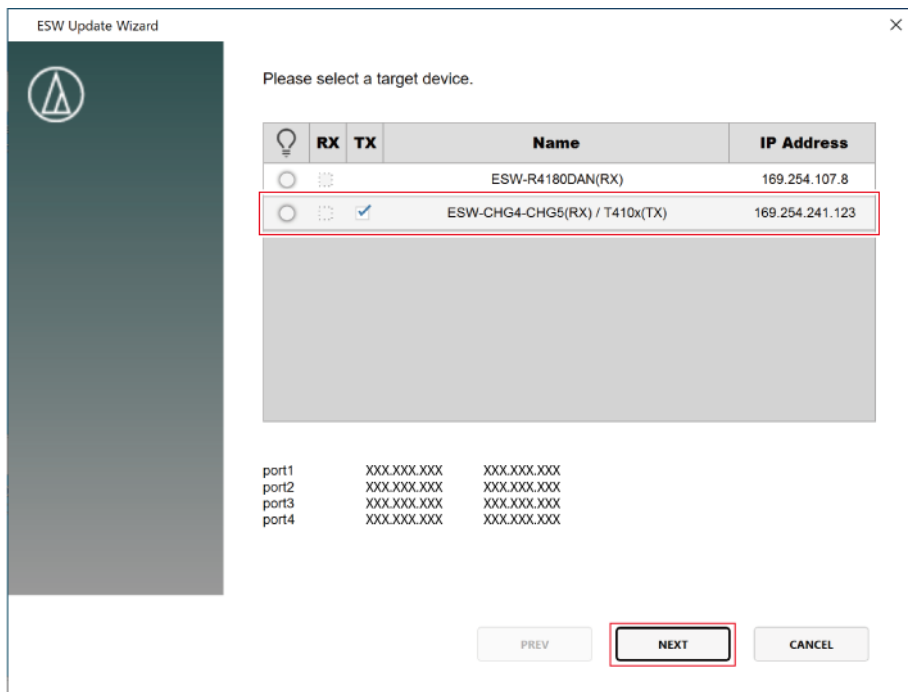 ESW Update Wizard
Please select a target device.
RX TX Name IP Address
ESW-R4180DAN(RX) 169.254.107.8
ESW-CHG4-CHG5(RX) / T410x(TX) 169.254.241.123
port1 XXX.XXX.XXX XXX.XXX.XXX
port2 XXX.XXX.XXX XXX.XXX.XXX
port3 XXX.XXX.XXX XXX.XXX.XXX
port4 XXX.XXX.XXX XXX.XXX.XXX
PREV NEXT CANCEL